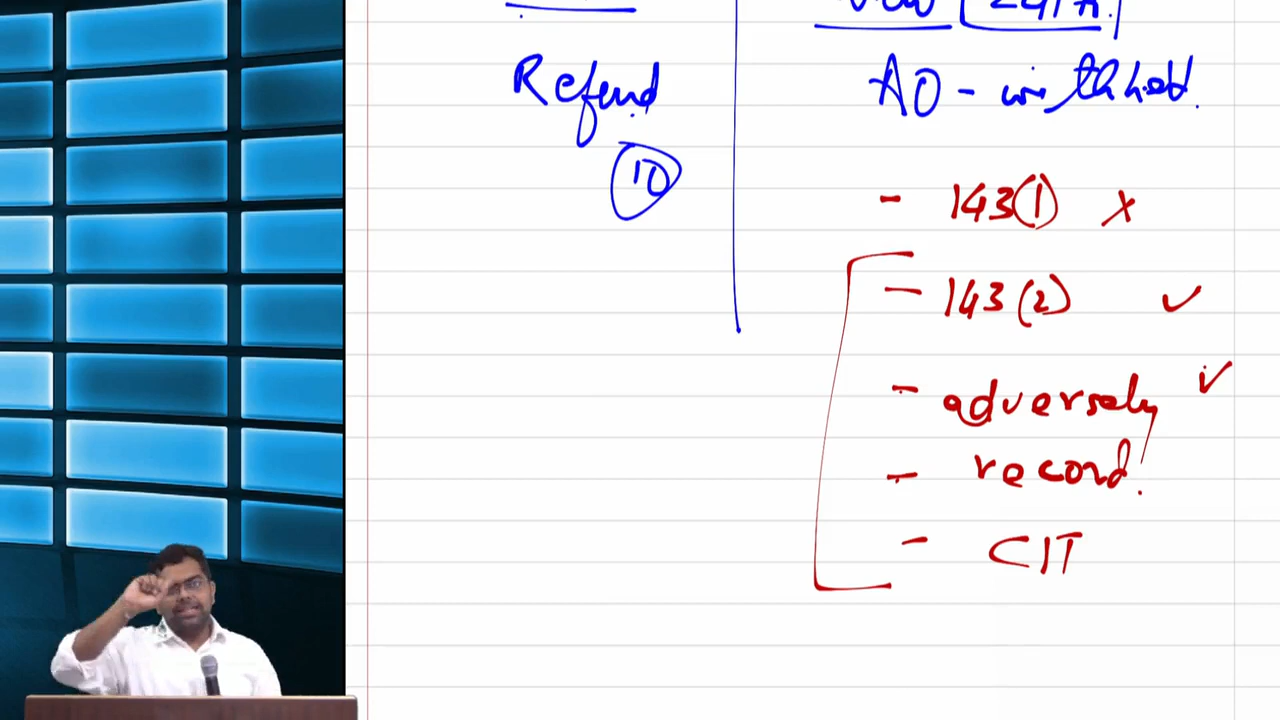 Refund
10
AO - withhold.
- 143(1) x
- 143(2) ✓
- adversely ✓
- record.
- CIT